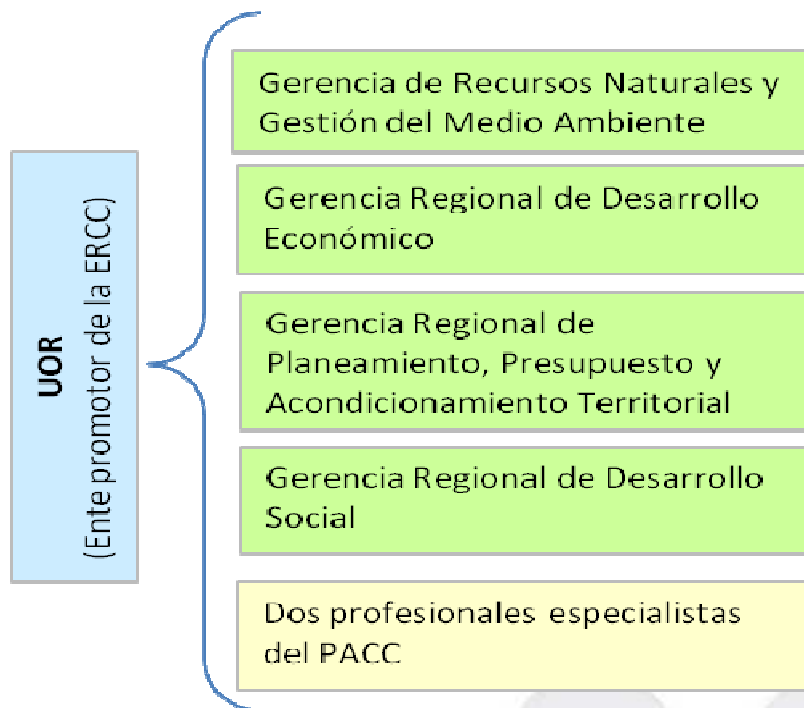 UOR
(Ente promotor de la ERCC)
Gerencia de Recursos Naturales y
Gestión del Medio Ambiente
Gerencia Regional de Desarrollo
Económico
Gerencia Regional de
Planeamiento, Presupuesto y
Acondicionamiento Territorial
Gerencia Regional de Desarrollo
Social
Dos profesionales especialistas
del PACC